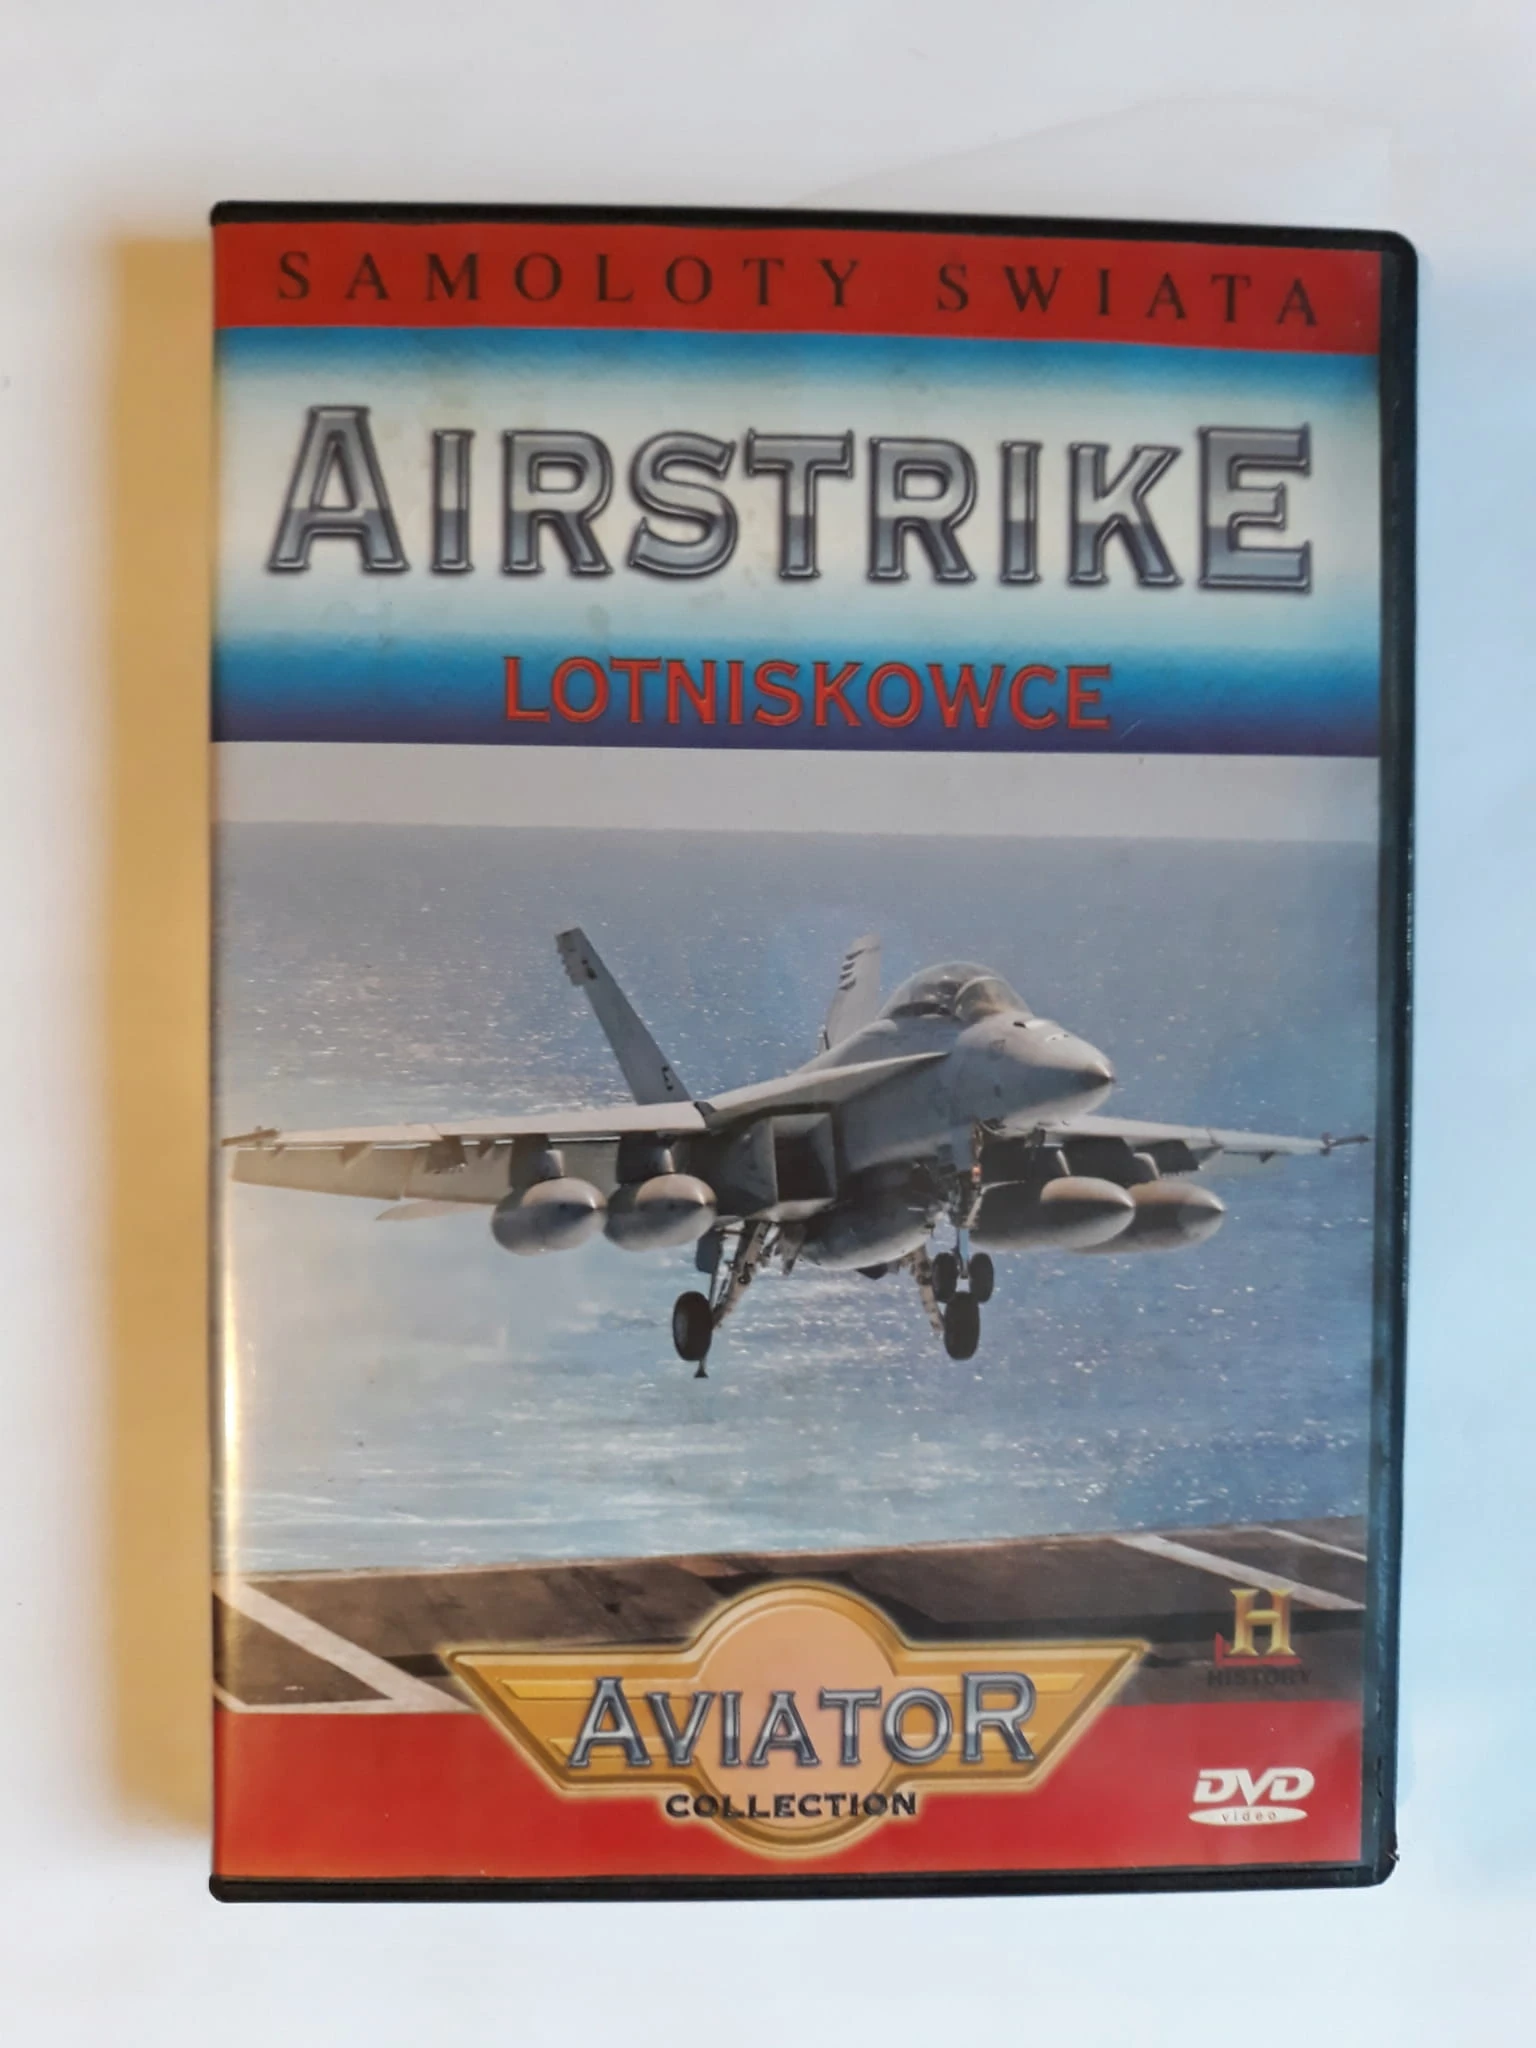 SAMOLOTY SWIATA
AIRSTRIKE
LOTNISKOWCE
H
HISTORY
AVIATOR
COLLECTION
DVD
video